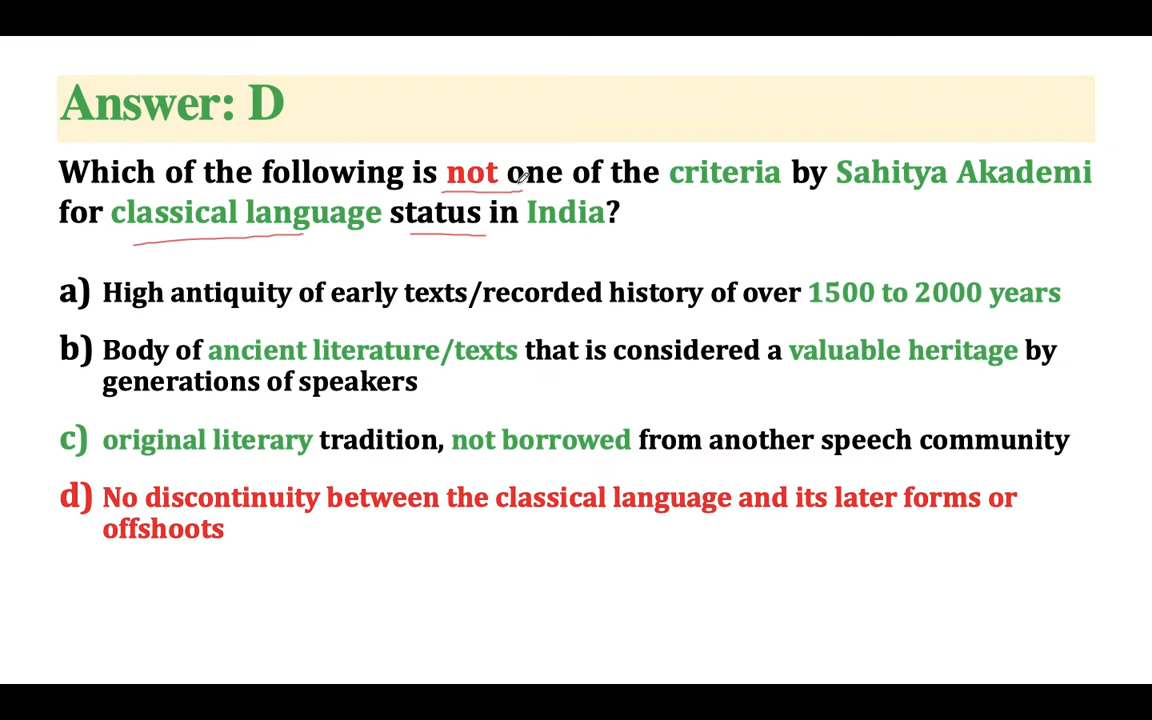 Answer: D
Which of the following is not one of the criteria by Sahitya Akademi
for classical language status in India?
a) High antiquity of early texts/recorded history of over 1500 to 2000 years
b) Body of ancient literature/texts that is considered a valuable heritage by
generations of speakers
c) original literary tradition, not borrowed from another speech community
d) No discontinuity between the classical language and its later forms or
offshoots